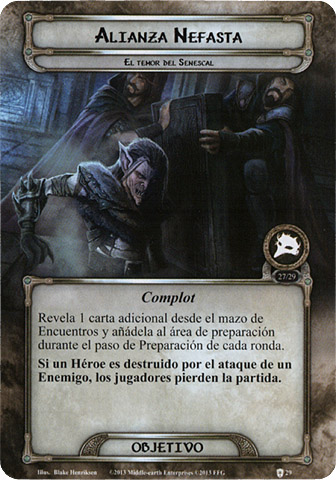 Alianza Nefasta
El temor del Senescal
27/29
Complot
Revela 1 carta adicional desde el mazo de
Encuentros y añádela al área de preparación
durante el paso de Preparación de cada ronda.
Si un Héroe es destruido por el ataque de un
Enemigo, los jugadores pierden la partida.
OBJETIVO
Illus. Blake Henriksen ©2013 Middle-earth Enterprises ©2013 FFG 29